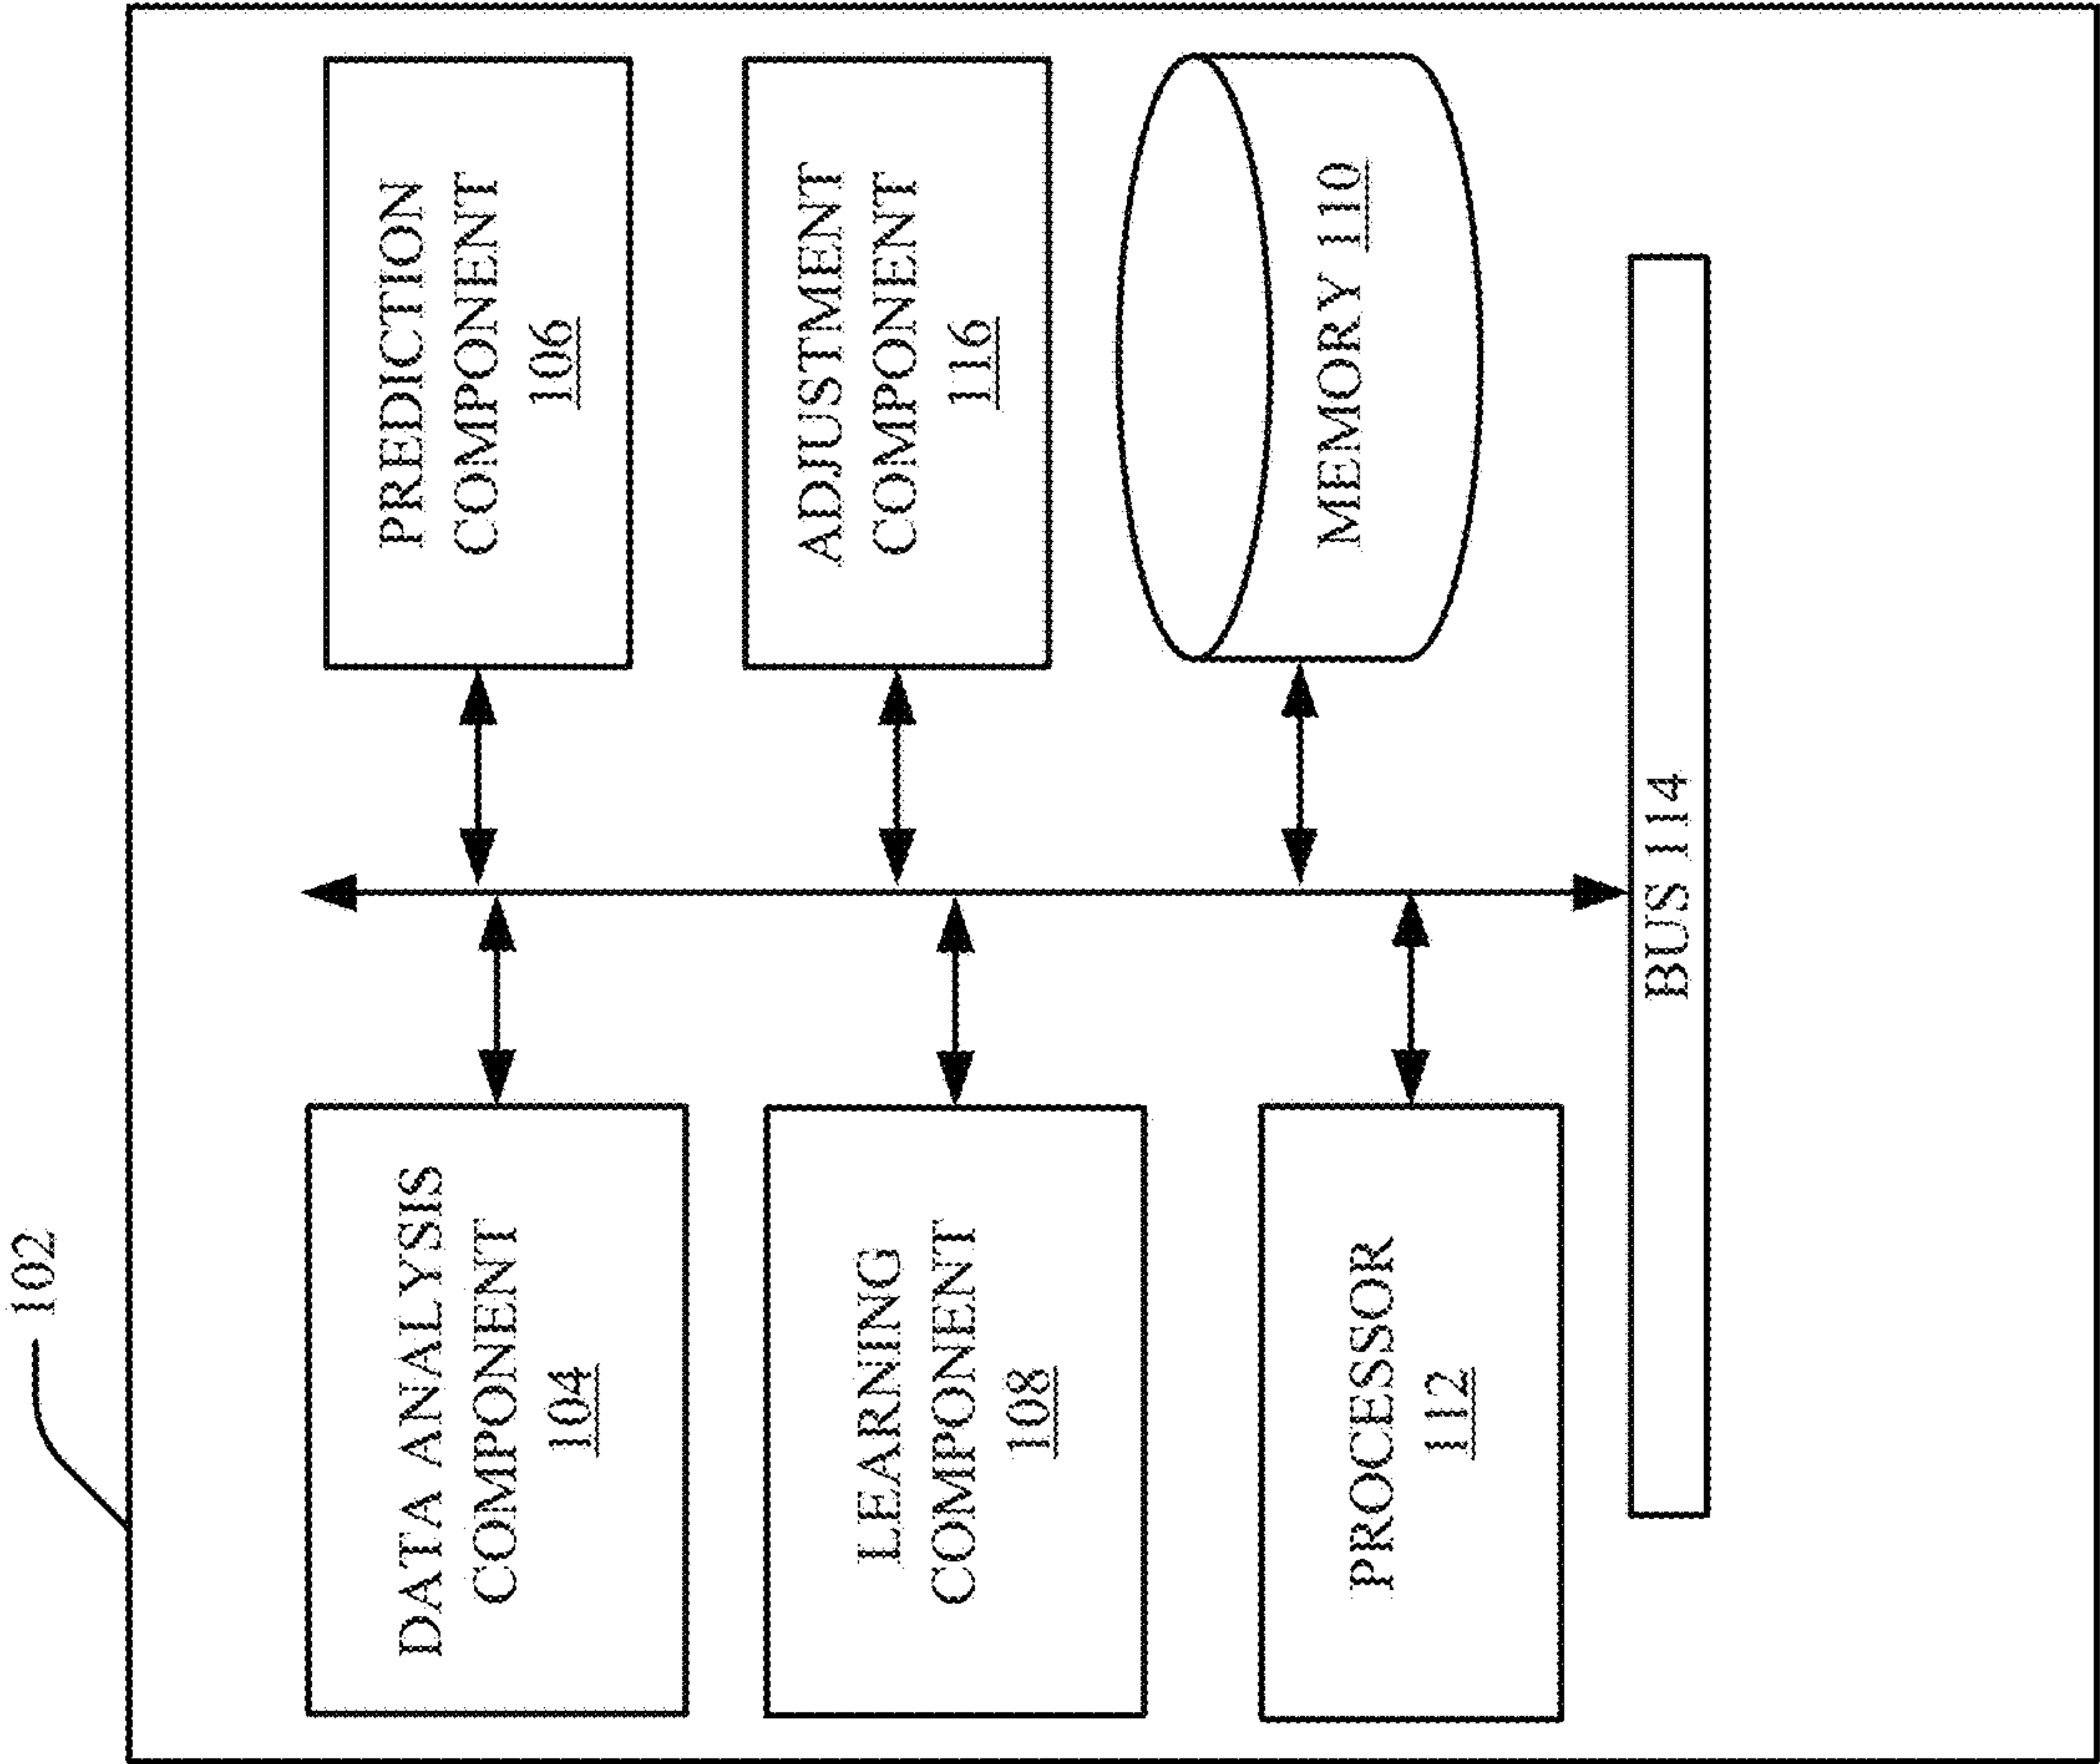 102
DATA ANALYSIS
COMPONENT
104
PREDICTION
COMPONENT
106
LEARNING
COMPONENT
108
ADJUSTMENT
COMPONENT
116
PROCESSOR
112
MEMORY 110
BUS 114